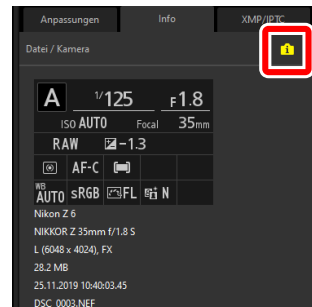 Anpassungen Info XMP/IPTC
Datei / Kamera
A 1/125 F1.8
ISO AUTO Focal 35mm
RAW -1.3
AF-C
WB AUTO sRGB FL N
Nikon Z 6
NIKKOR Z 35mm f/1.8 S
L (6048 x 4024), FX
28.2 MB
25.11.2019 10:40:03.45
DSC_0003.NEF